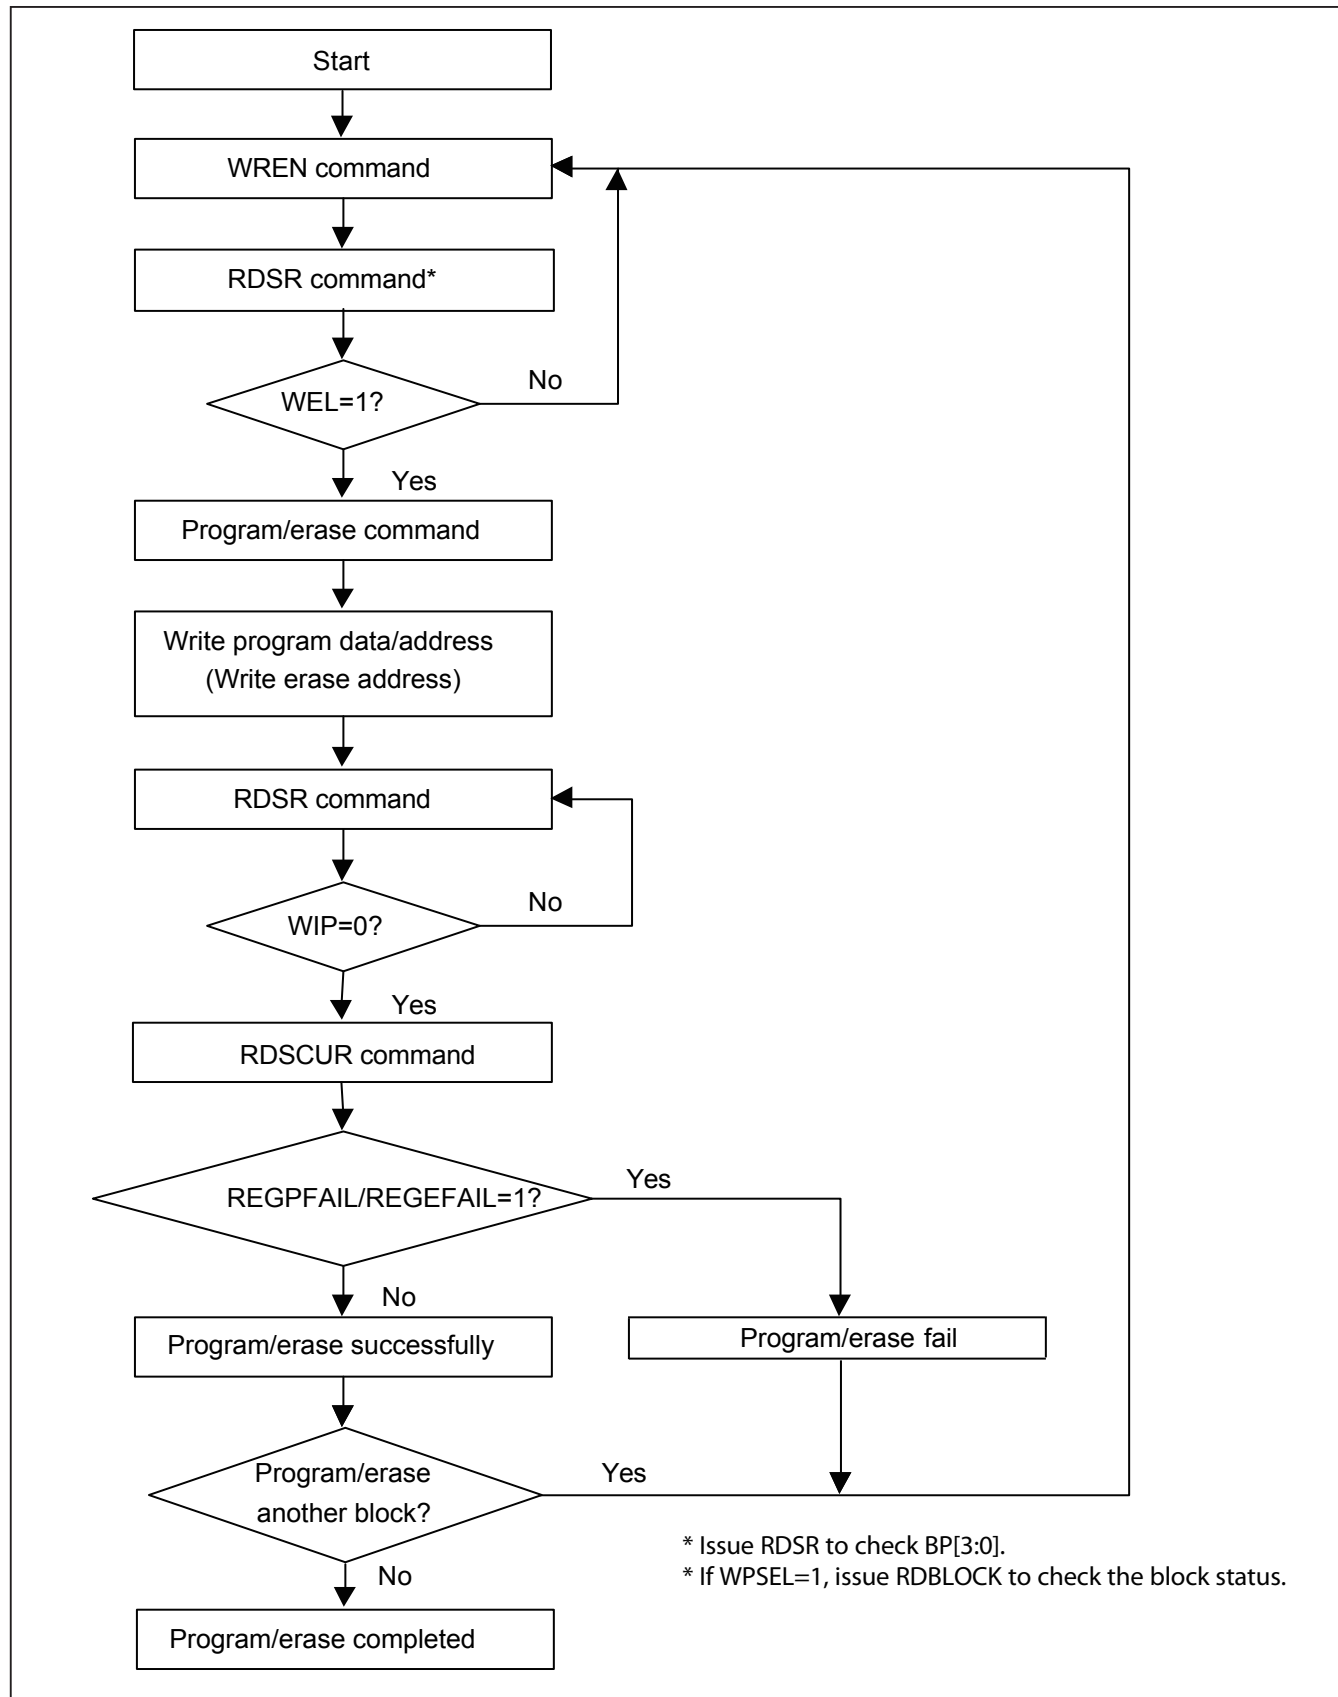 Start
WREN command
RDSR command*
WEL=1?
No
Yes
Program/erase command
Write program data/address
(Write erase address)
RDSR command
WIP=0?
No
Yes
RDSCUR command
REGPFAIL/REGEFAIL=1?
Yes
No
Program/erase successfully
Program/erase fail
Program/erase
another block?
Yes
No
* Issue RDSR to check BP[3:0].
* If WPSEL=1, issue RDBLOCK to check the block status.
Program/erase completed